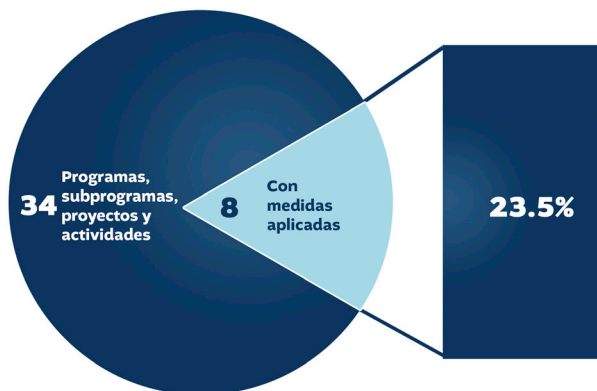 34
Programas,
subprogramas,
proyectos y
actividades
8
Con
medidas
aplicadas
23.5%